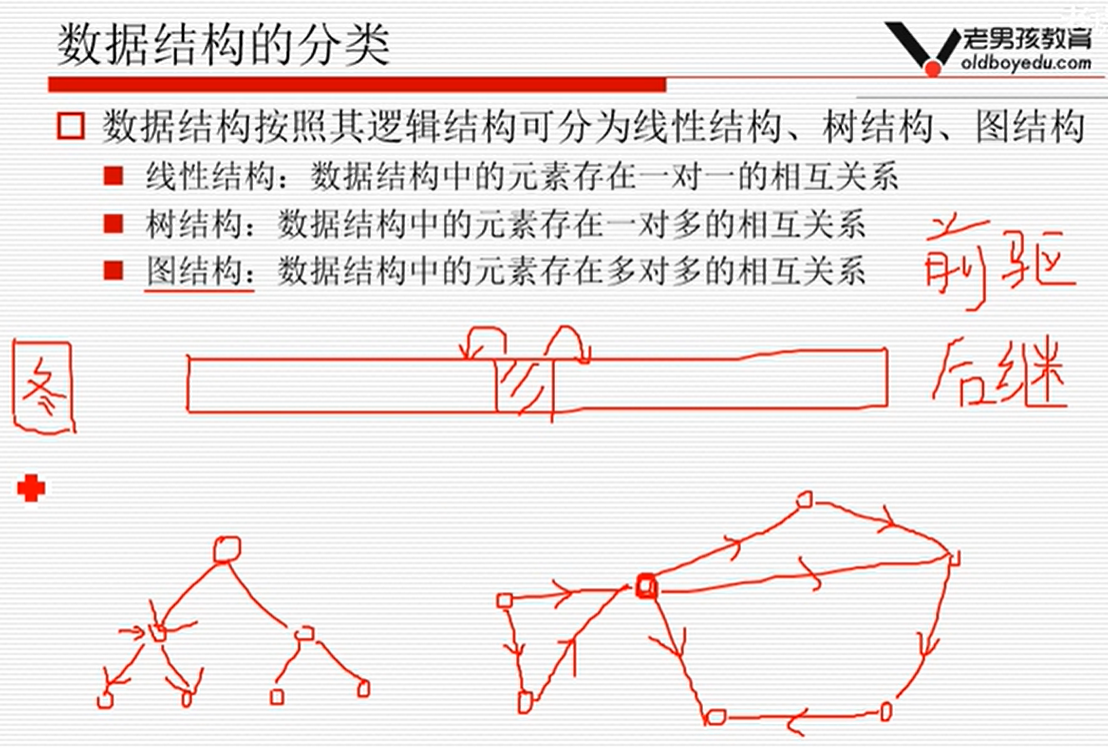 数据结构的分类
老男孩教育
oldboyedu.com
数据结构按照其逻辑结构可分为线性结构、树结构、图结构
线性结构：数据结构中的元素存在一对一的相互关系
树结构：数据结构中的元素存在一对多的相互关系
图结构：数据结构中的元素存在多对多的相互关系
前驱
后继
图